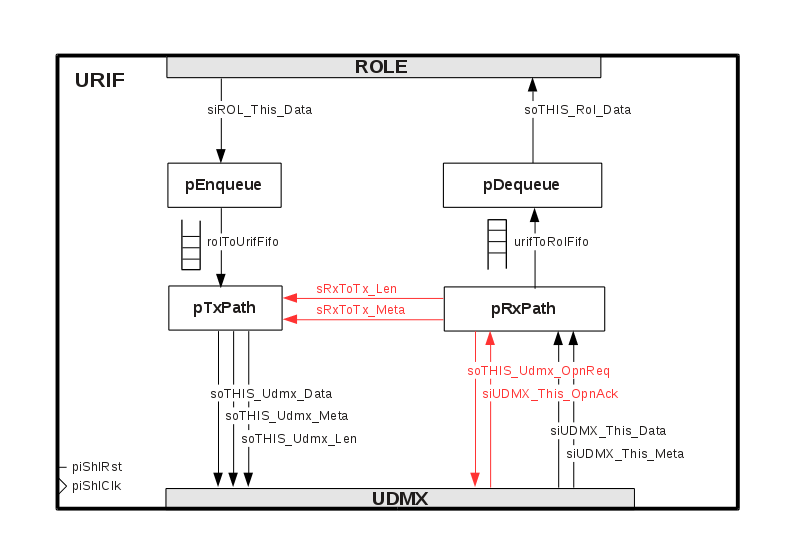 ROLE
URIF
siROL_This_Data
soTHIS_Rol_Data
pEnqueue
pDequeue
rolToUrifFifo
urifToRolFifo
sRxToTx_Len
pTxPath
sRxToTx_Meta
pRxPath
soTHIS_Udmx_OpnReq
soTHIS_Udmx_Data
siUDMX_This_OpnAck
soTHIS_Udmx_Meta
siUDMX_This_Data
soTHIS_Udmx_Len
siUDMX_This_Meta
piShlRst
piShlClk
UDMX